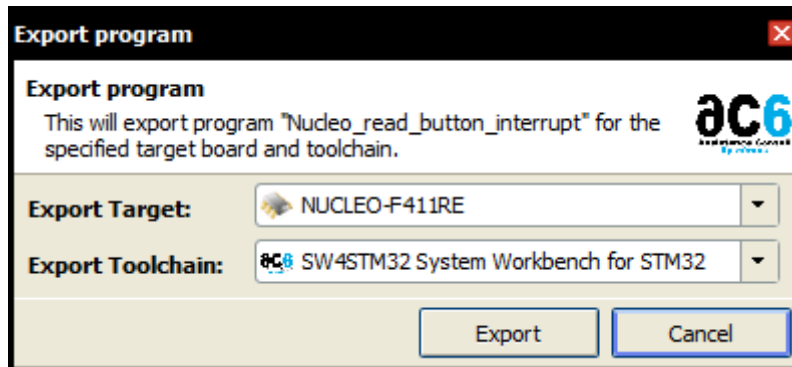 Export program
Export program
This will export program "Nucleo_read_button_interrupt" for the
specified target board and toolchain.
ac6
Export Target:
NUCLEO-F411RE
Export Toolchain:
ac6
SW4STM32 System Workbench for STM32
Export
Cancel